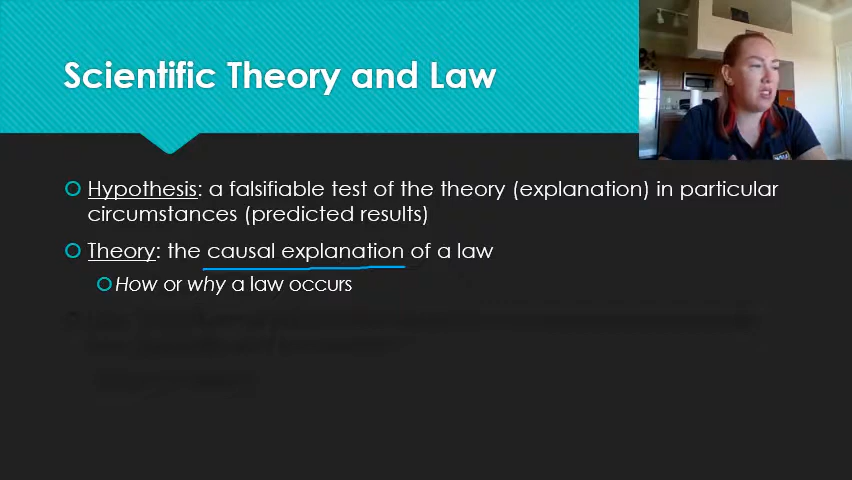 Scientific Theory and Law
Hypothesis: a falsifiable test of the theory (explanation) in particular
circumstances (predicted results)
Theory: the causal explanation of a law
How or why a law occurs